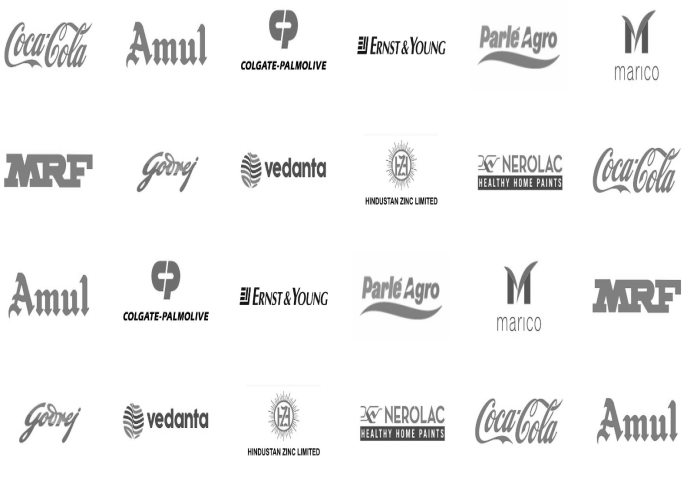 Coca-Cola Amul COLGATE-PALMOLIVE ERNST & YOUNG Parlé Agro marico
MRF Godrej vedanta HINDUSTAN ZINC LIMITED NEROLAC HEALTHY HOME PAINTS Coca-Cola
Amul COLGATE-PALMOLIVE ERNST & YOUNG Parlé Agro marico MRF
Godrej vedanta HINDUSTAN ZINC LIMITED NEROLAC HEALTHY HOME PAINTS Coca-Cola Amul